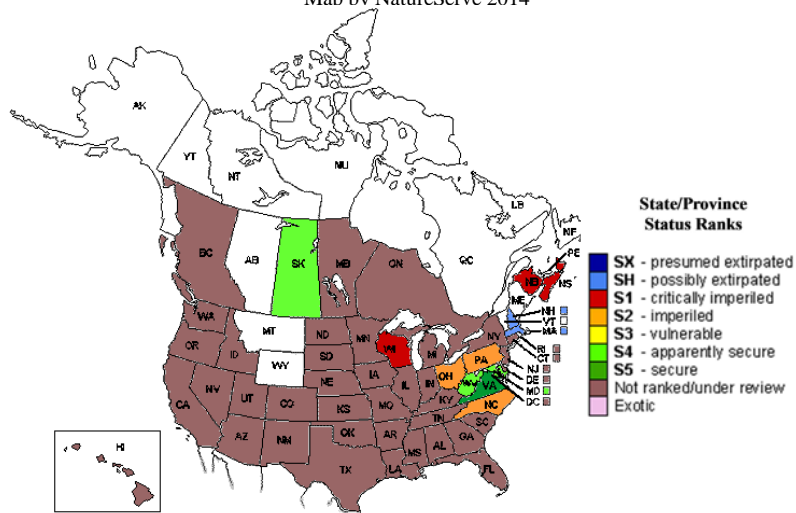 Map by NatureServe 2014
AK
YT
NT
NU
LB
NF
BC
AB
SK
MB
ON
QC
PE
NB
NS
ME
NH
VT
MA
RI
CT
NJ
DE
MD
DC
WA
MT
ND
MN
WI
MI
NY
OR
ID
WY
SD
IA
IL
IN
OH
PA
NV
UT
CO
NE
KS
MO
KY
WV
VA
CA
AZ
NM
OK
AR
TN
NC
SC
TX
LA
MS
AL
GA
FL
HI
State/Province
Status Ranks
SX - presumed extirpated
SH - possibly extirpated
S1 - critically imperiled
S2 - imperiled
S3 - vulnerable
S4 - apparently secure
S5 - secure
Not ranked/under review
Exotic